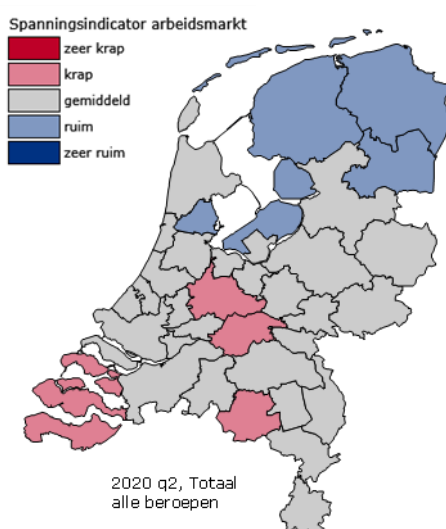 Spanningsindicator arbeidsmarkt
zeer krap
krap
gemiddeld
ruim
zeer ruim
2020 q2, Totaal
alle beroepen